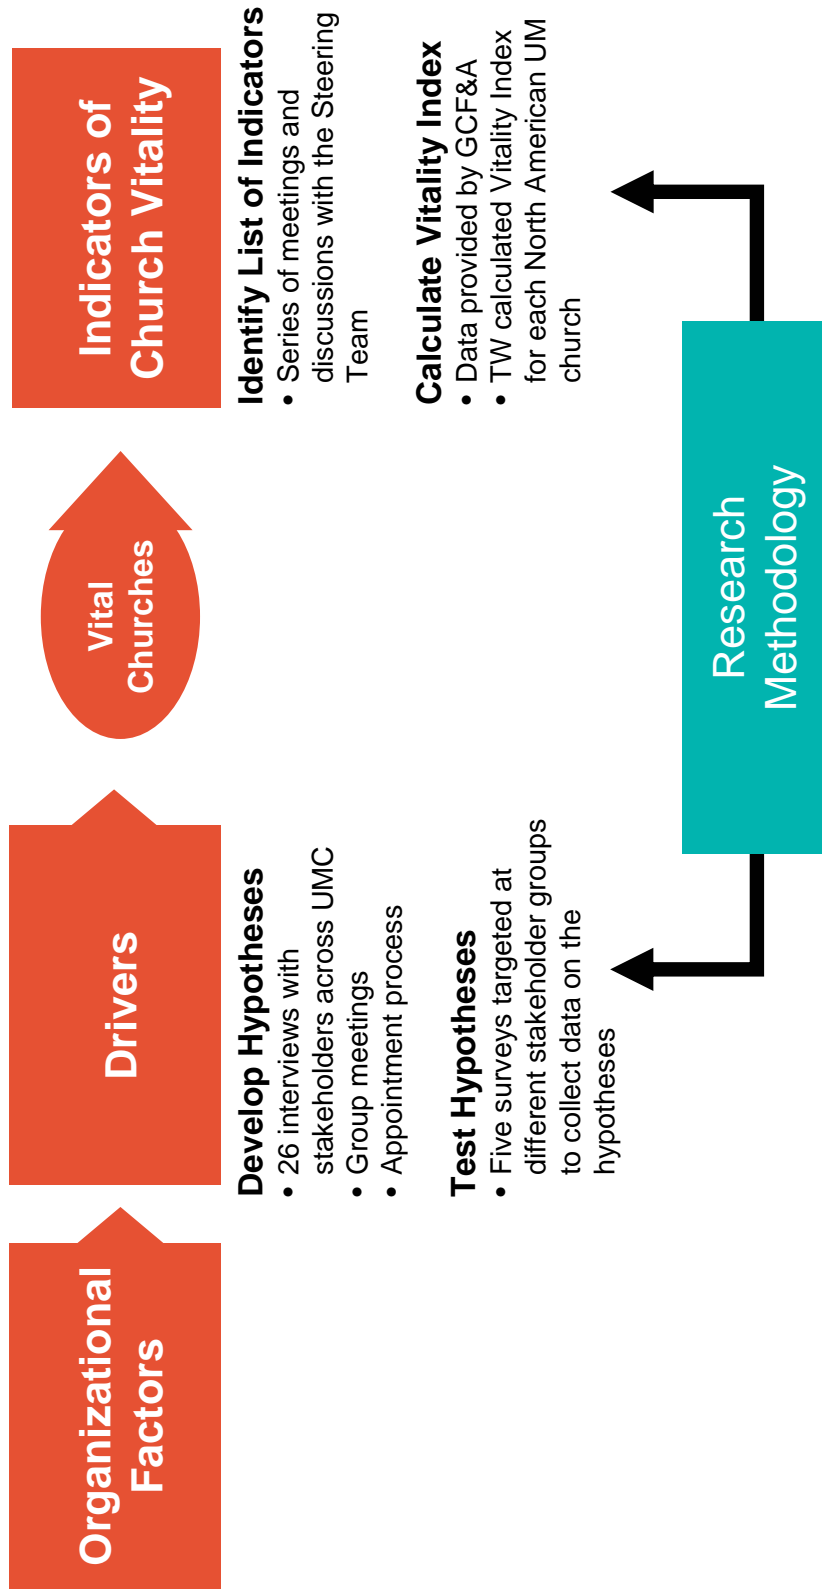 Organizational
Factors
Drivers
Vital
Churches
Indicators of
Church Vitality
Develop Hypotheses
• 26 interviews with
stakeholders across UMC
• Group meetings
• Appointment process
Test Hypotheses
• Five surveys targeted at
different stakeholder groups
to collect data on the
hypotheses
Identify List of Indicators
• Series of meetings and
discussions with the Steering
Team
Calculate Vitality Index
• Data provided by GCF&A
• TW calculated Vitality Index
for each North American UM
church
Research
Methodology